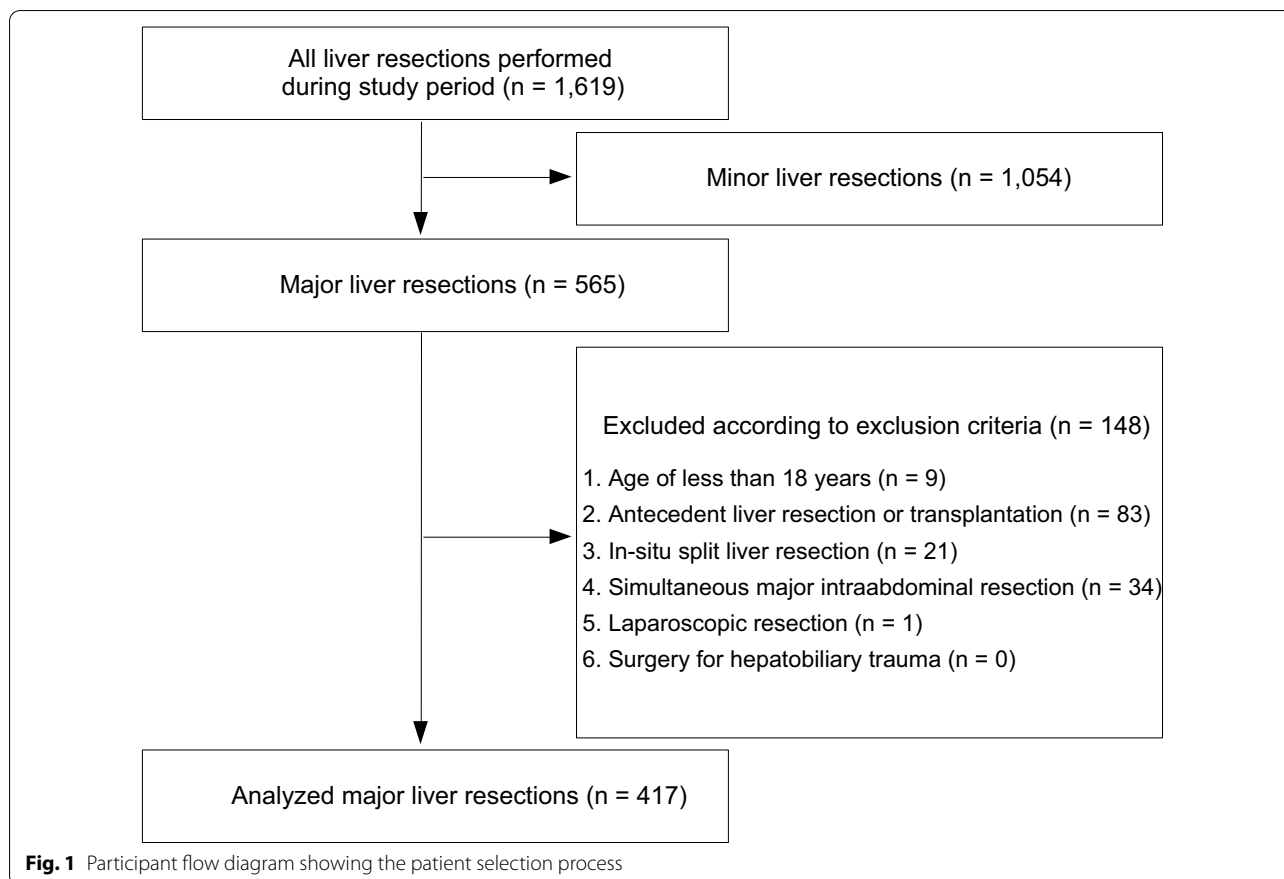 All liver resections performed
during study period (n = 1,619)
Minor liver resections (n = 1,054)
Major liver resections (n = 565)
Excluded according to exclusion criteria (n = 148)
1. Age of less than 18 years (n = 9)
2. Antecedent liver resection or transplantation (n = 83)
3. In-situ split liver resection (n = 21)
4. Simultaneous major intraabdominal resection (n = 34)
5. Laparoscopic resection (n = 1)
6. Surgery for hepatobiliary trauma (n = 0)
Analyzed major liver resections (n = 417)
Fig. 1 Participant flow diagram showing the patient selection process